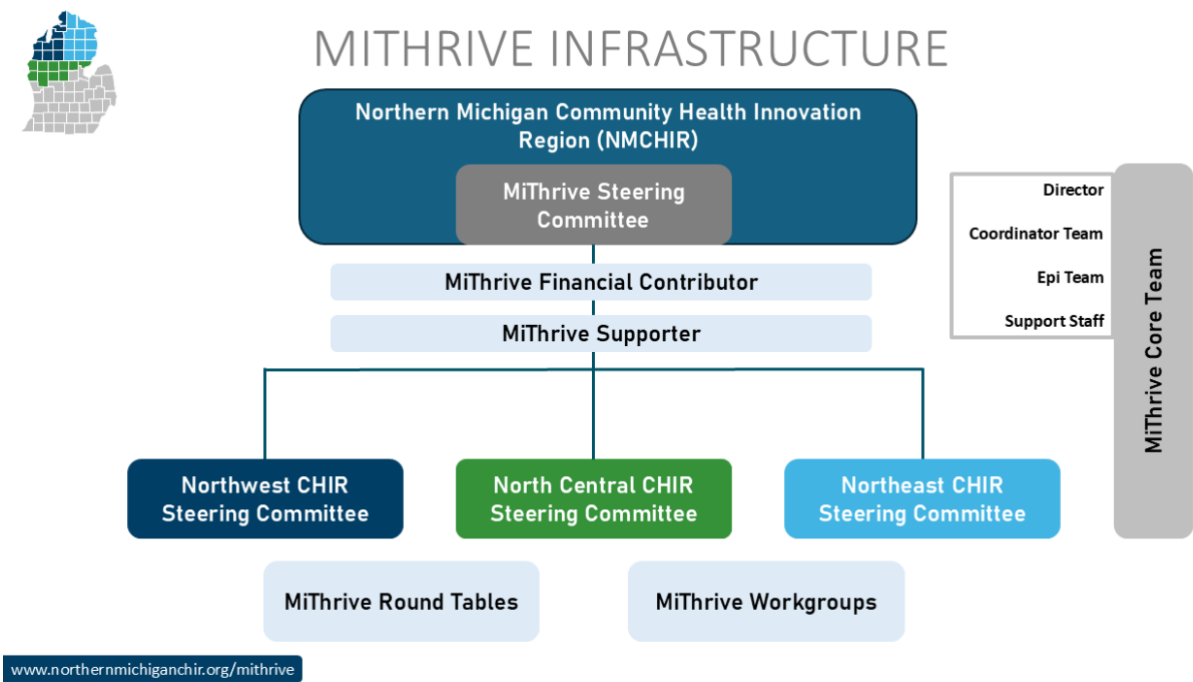 MITHRIVE INFRASTRUCTURE
Northern Michigan Community Health Innovation
Region (NMCHIR)
MiThrive Steering
Committee
MiThrive Financial Contributor
MiThrive Supporter
Director
Coordinator Team
Epi Team
Support Staff
MiThrive Core Team
Northwest CHIR
Steering Committee
North Central CHIR
Steering Committee
Northeast CHIR
Steering Committee
MiThrive Round Tables
MiThrive Workgroups
www.northernmichiganchir.org/mithrive